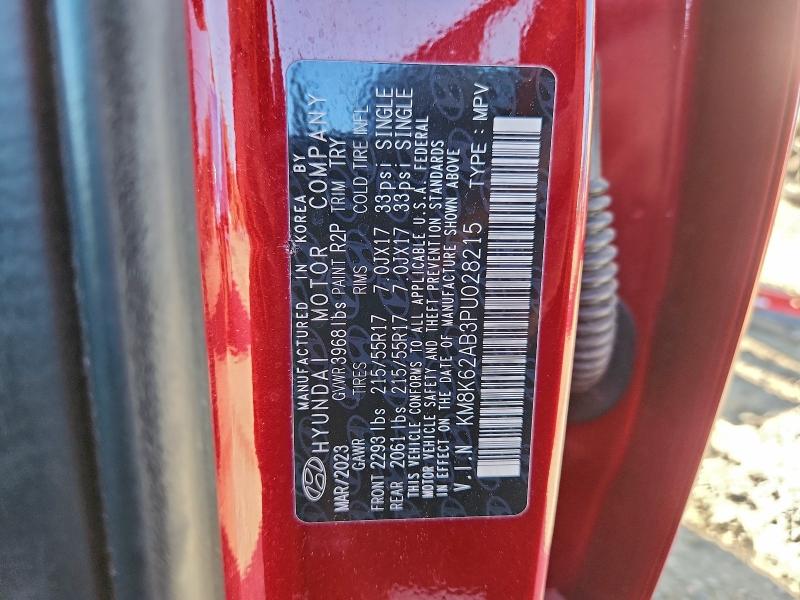 MANUFACTURED IN KOREA BY
HYUNDAI MOTOR COMPANY
MAR/2023 GVWR 3968 lbs PAINT R2P TRIM TRY
GAWR TIRES RIMS COLD TIRE INFL
FRONT 2293 lbs 215/55R17 7.0JX17 33psi SINGLE
REAR 2061 lbs 215/55R17 7.0JX17 33psi SINGLE
THIS VEHICLE CONFORMS TO ALL APPLICABLE U.S.A. FEDERAL
MOTOR VEHICLE SAFETY AND THEFT PREVENTION STANDARDS
IN EFFECT ON THE DATE OF MANUFACTURE SHOWN ABOVE
V.I.N KM8K62AB3PU028215 TYPE : MPV